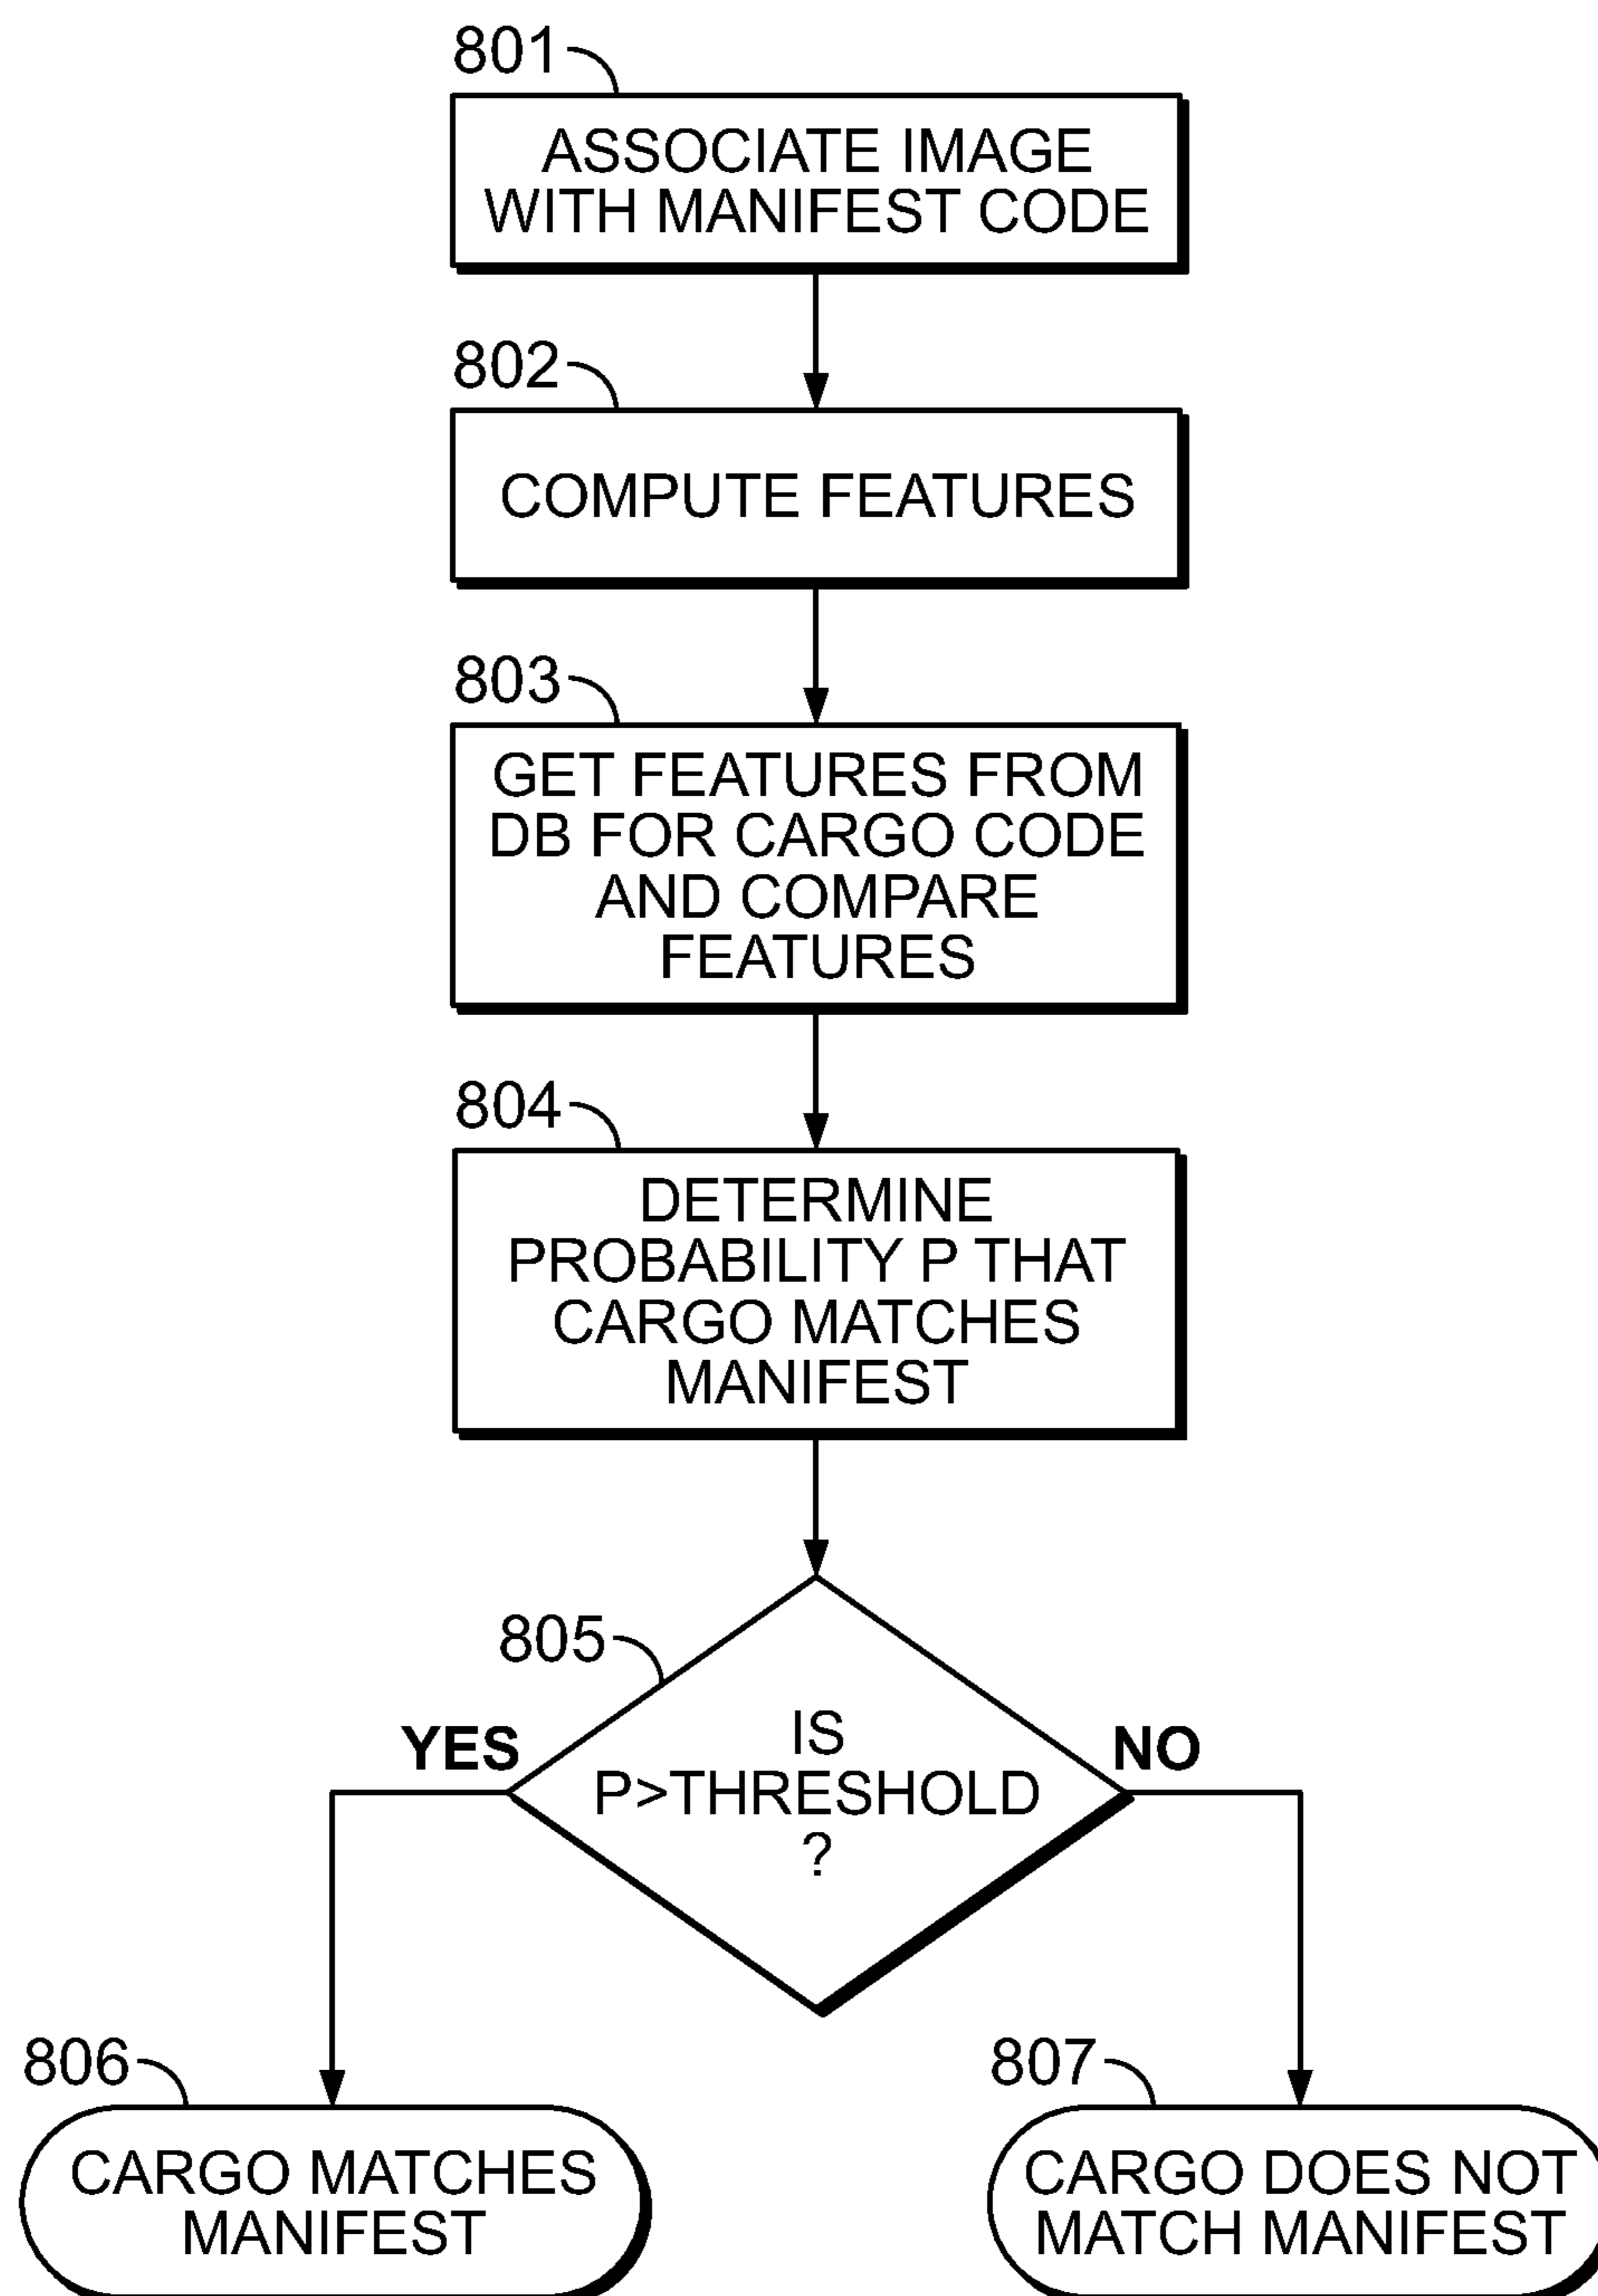 801
ASSOCIATE IMAGE
WITH MANIFEST CODE
802
COMPUTE FEATURES
803
GET FEATURES FROM
DB FOR CARGO CODE
AND COMPARE
FEATURES
804
DETERMINE
PROBABILITY P THAT
CARGO MATCHES
MANIFEST
805
IS
P>THRESHOLD
?
YES
NO
806
CARGO MATCHES
MANIFEST
807
CARGO DOES NOT
MATCH MANIFEST